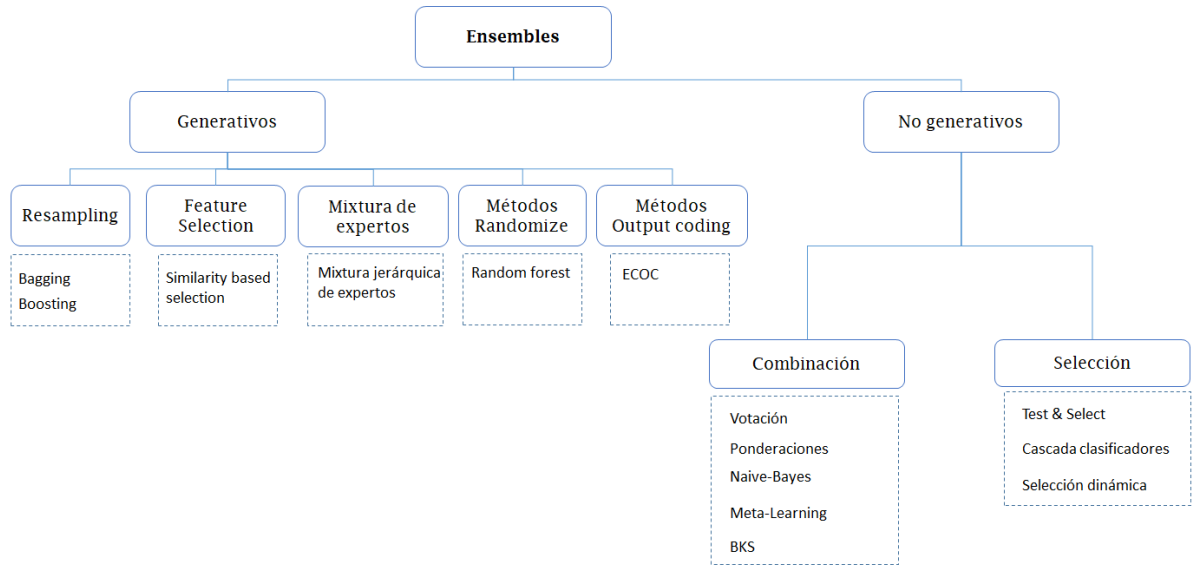 Ensembles
Generativos
No generativos
Resampling
Feature
Selection
Mixtura de
expertos
Métodos
Randomize
Métodos
Output coding
Bagging
Boosting
Similarity based
selection
Mixtura jerárquica
de expertos
Random forest
ECOC
Combinación
Selección
Votación
Ponderaciones
Naive-Bayes
Meta-Learning
BKS
Test & Select
Cascada clasificadores
Selección dinámica